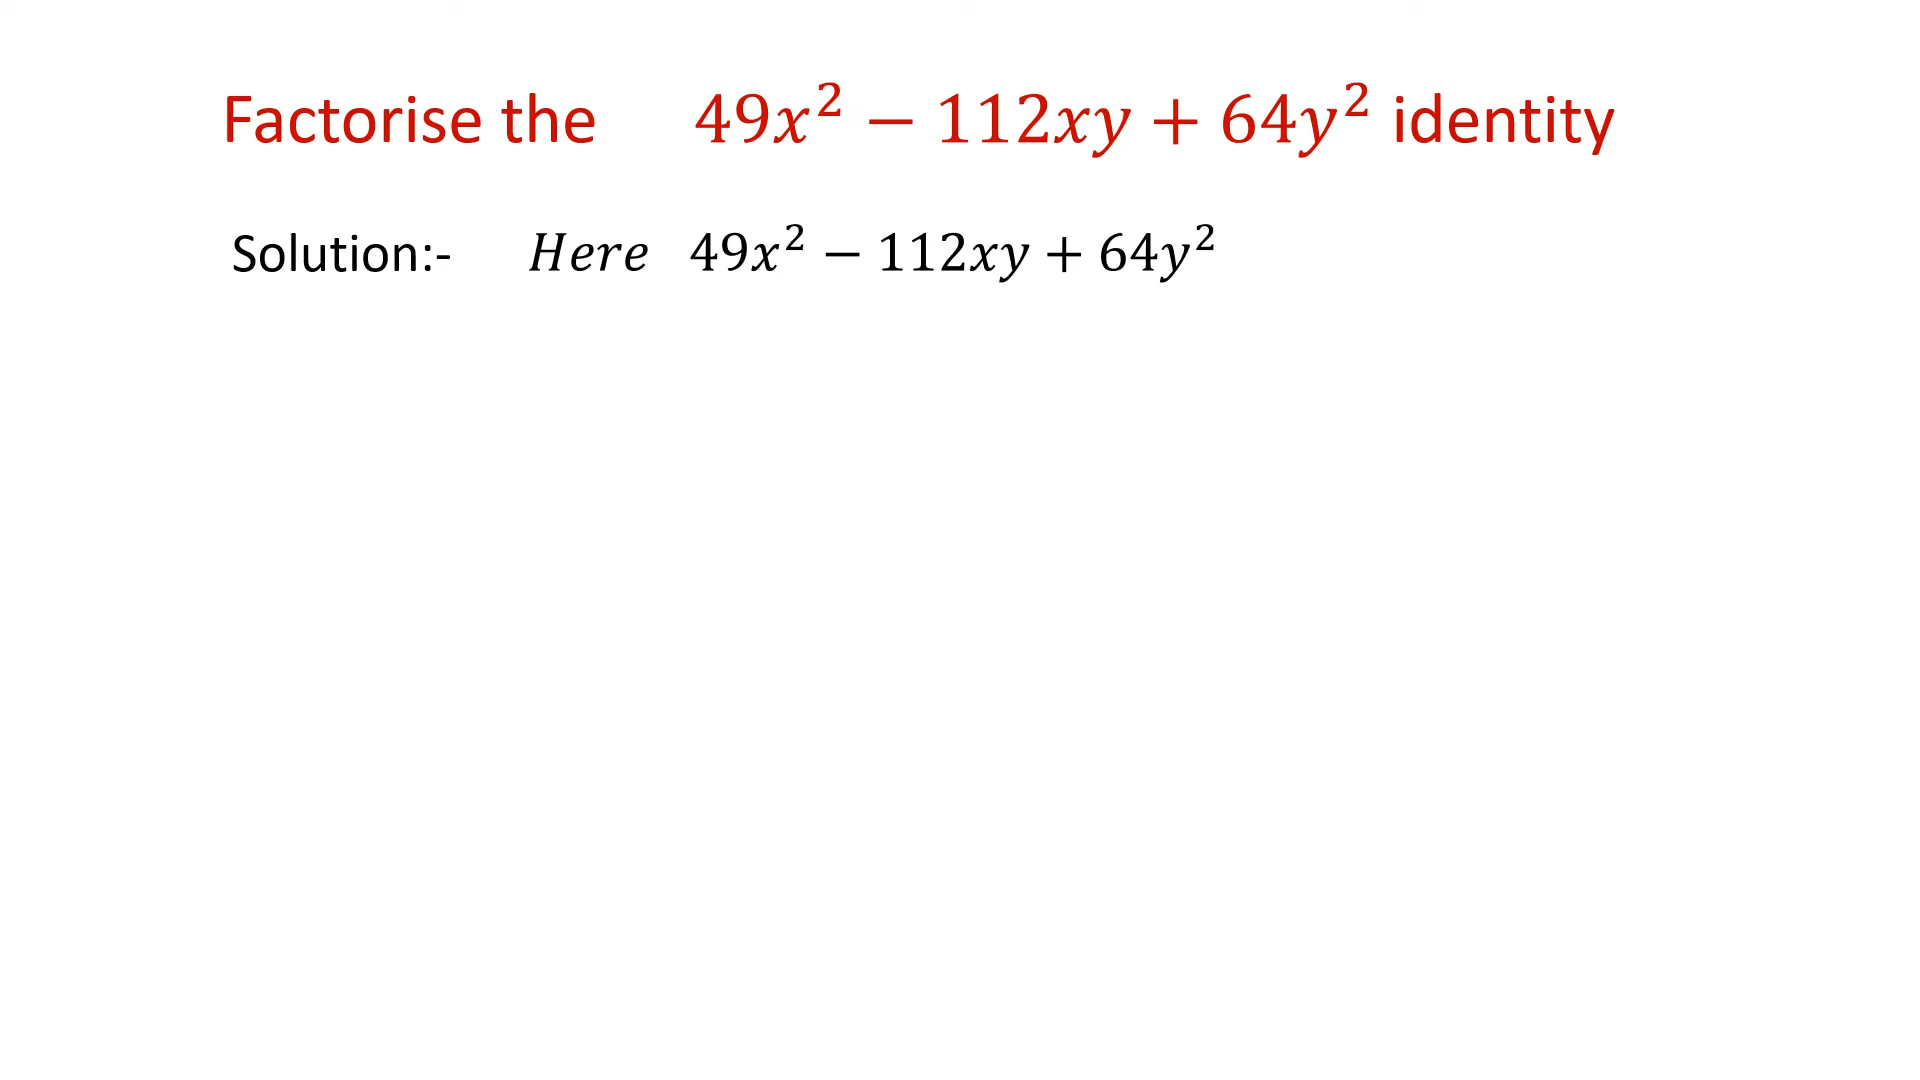 Factorise the 49𝑥² − 112𝑥𝑦 + 64𝑦² identity
Solution:- 𝐻𝑒𝑟𝑒 49𝑥² − 112𝑥𝑦 + 64𝑦²